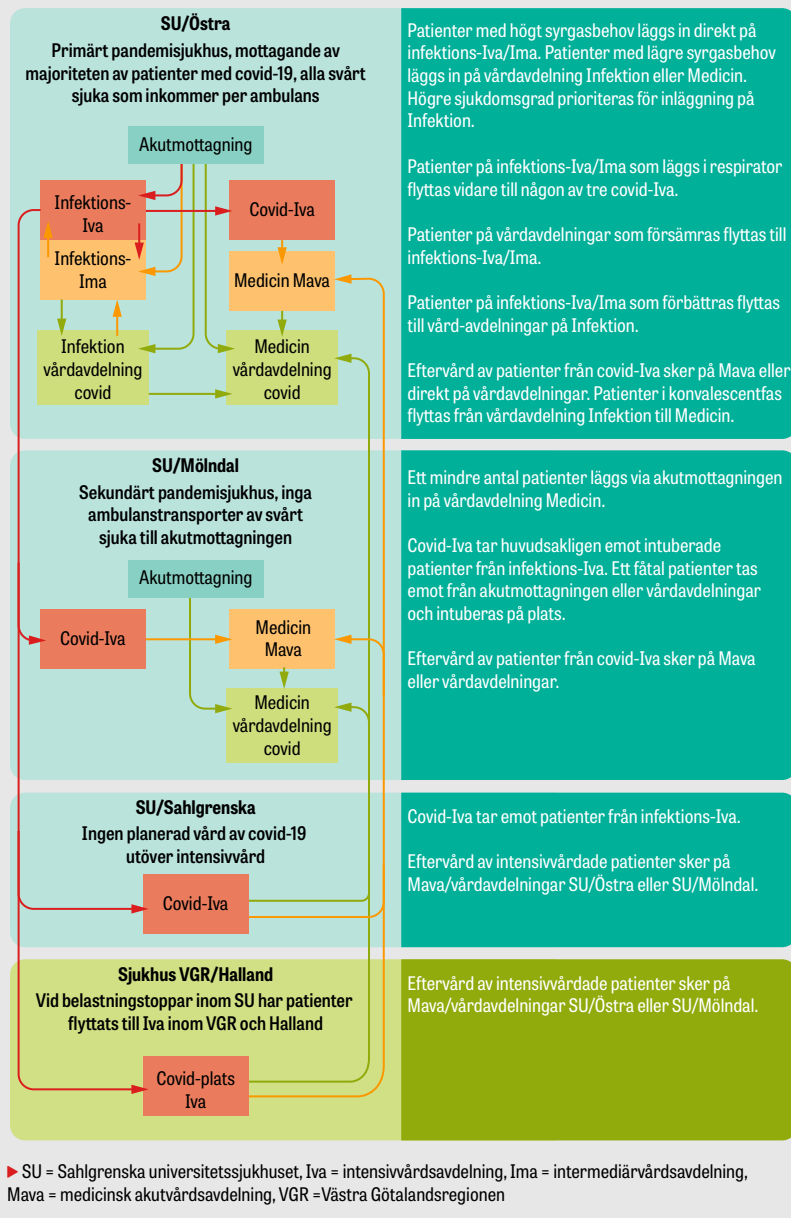 SU/Östra
Primärt pandemisjukhus, mottagande av
majoriteten av patienter med covid-19, alla svårt
sjuka som inkommer per ambulans
Akutmottagning
Infektions-
Iva
Covid-Iva
Infektions-
Ima
Medicin Mava
Infektion
vårdavdelning
covid
Medicin
vårdavdelning
covid
Patienter med högt syrgasbehov läggs in direkt på
infektions-Iva/Ima. Patienter med lägre syrgasbehov
läggs in på vårdavdelning Infektion eller Medicin.
Högre sjukdomsgrad prioriteras för inläggning på
Infektion.
Patienter på infektions-Iva/Ima som läggs i respirator
flyttas vidare till någon av tre covid-Iva.
Patienter på vårdavdelningar som försämras flyttas till
infektions-Iva/Ima.
Patienter på infektions-Iva/Ima som förbättras flyttas
till vård-avdelningar på Infektion.
Eftervård av patienter från covid-Iva sker på Mava eller
direkt på vårdavdelningar. Patienter i konvalescentfas
flyttas från vårdavdelning Infektion till Medicin.
SU/Mölndal
Sekundärt pandemisjukhus, inga
ambulanstransporter av svårt
sjuka till akutmottagningen
Akutmottagning
Covid-Iva
Medicin
Mava
Medicin
vårdavdelning
covid
Ett mindre antal patienter läggs via akutmottagningen
in på vårdavdelning Medicin.
Covid-Iva tar huvudsakligen emot intuberade
patienter från infektions-Iva. Ett fåtal patienter tas
emot från akutmottagningen eller vårdavdelningar
och intuberas på plats.
Eftervård av patienter från covid-Iva sker på Mava
eller vårdavdelningar.
SU/Sahlgrenska
Ingen planerad vård av covid-19
utöver intensivvård
Covid-Iva
Covid-Iva tar emot patienter från infektions-Iva.
Eftervård av intensivvårdade patienter sker på
Mava/vårdavdelningar SU/Östra eller SU/Mölndal.
Sjukhus VGR/Halland
Vid belastningstoppar inom SU har patienter
flyttats till Iva inom VGR och Halland
Covid-plats
Iva
Eftervård av intensivvårdade patienter sker på
Mava/vårdavdelningar SU/Östra eller SU/Mölndal.
SU = Sahlgrenska universitetssjukhuset, Iva = intensivvårdsavdelning, Ima = intermediärvårdsavdelning,
Mava = medicinsk akutvårdsavdelning, VGR =Västra Götalandsregionen